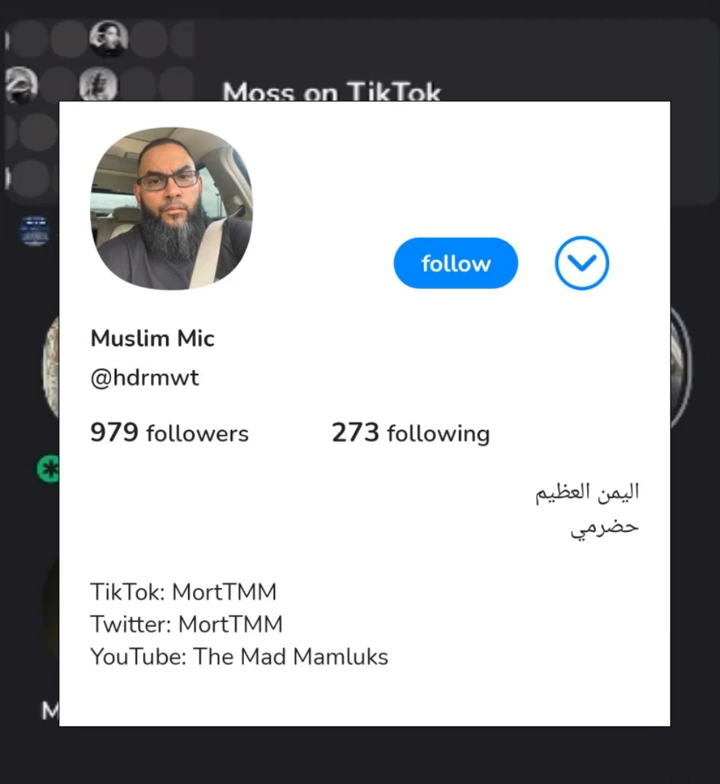 Moss on TikTok
follow
Muslim Mic
@hdrmwt
979 followers 273 following
اليمن العظيم
حضرمي
TikTok: MortTMM
Twitter: MortTMM
YouTube: The Mad Mamluks
M